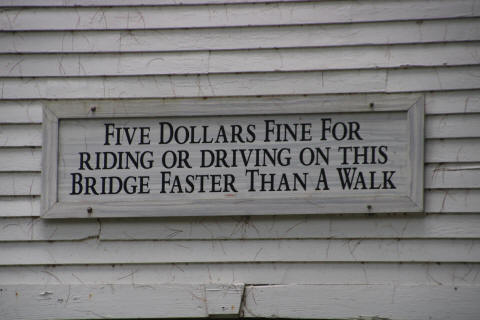 FIVE DOLLARS FINE FOR
RIDING OR DRIVING ON THIS
BRIDGE FASTER THAN A WALK